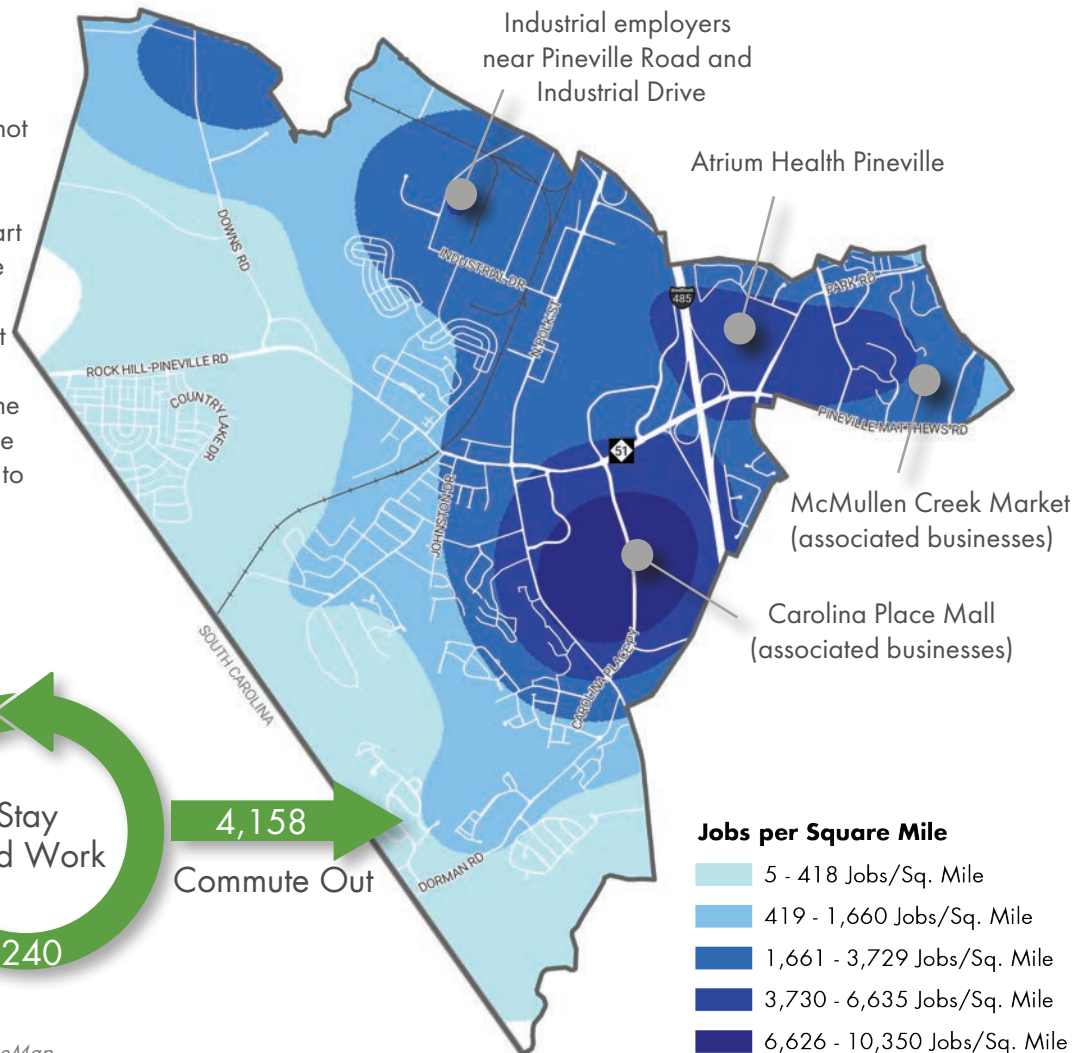 Industrial employers
near Pineville Road and
Industrial Drive
not
Atrium Health Pineville
art
DOWNS RD
INDUSTRIAL DR
PARK RD
485
N POLK ST
ROCK HILL-PINEVILLE RD
COUNTRY LAKE DR
to
PINEVILLE-MATTHEWS RD
51
JOHNSTON DR
McMullen Creek Market
(associated businesses)
Carolina Place Mall
(associated businesses)
SOUTH CAROLINA
CAROLINA PLACE PY
Stay
d Work
240
4,158
Commute Out
DORMAN RD
Jobs per Square Mile
5 - 418 Jobs/Sq. Mile
419 - 1,660 Jobs/Sq. Mile
1,661 - 3,729 Jobs/Sq. Mile
3,730 - 6,635 Jobs/Sq. Mile
6,626 - 10,350 Jobs/Sq. Mile